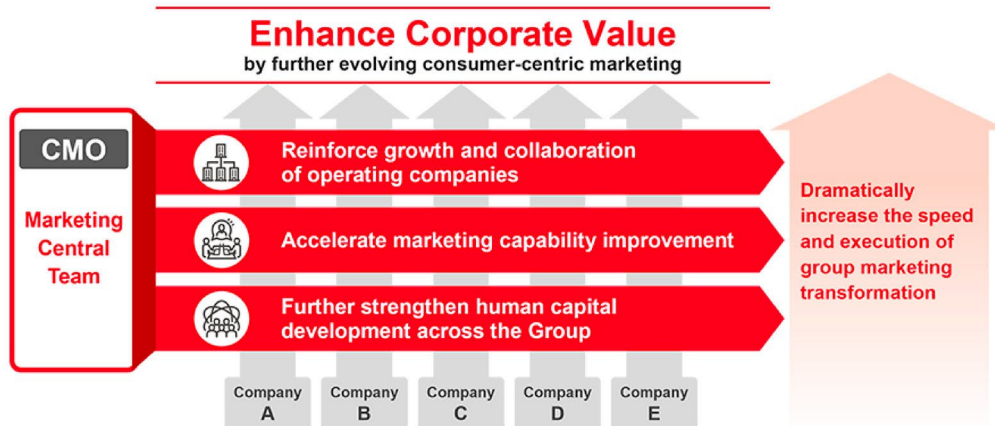 Enhance Corporate Value
by further evolving consumer-centric marketing
CMO
Marketing
Central
Team
Reinforce growth and collaboration
of operating companies
Accelerate marketing capability improvement
Further strengthen human capital
development across the Group
Dramatically
increase the speed
and execution of
group marketing
transformation
Company
A
Company
B
Company
C
Company
D
Company
E